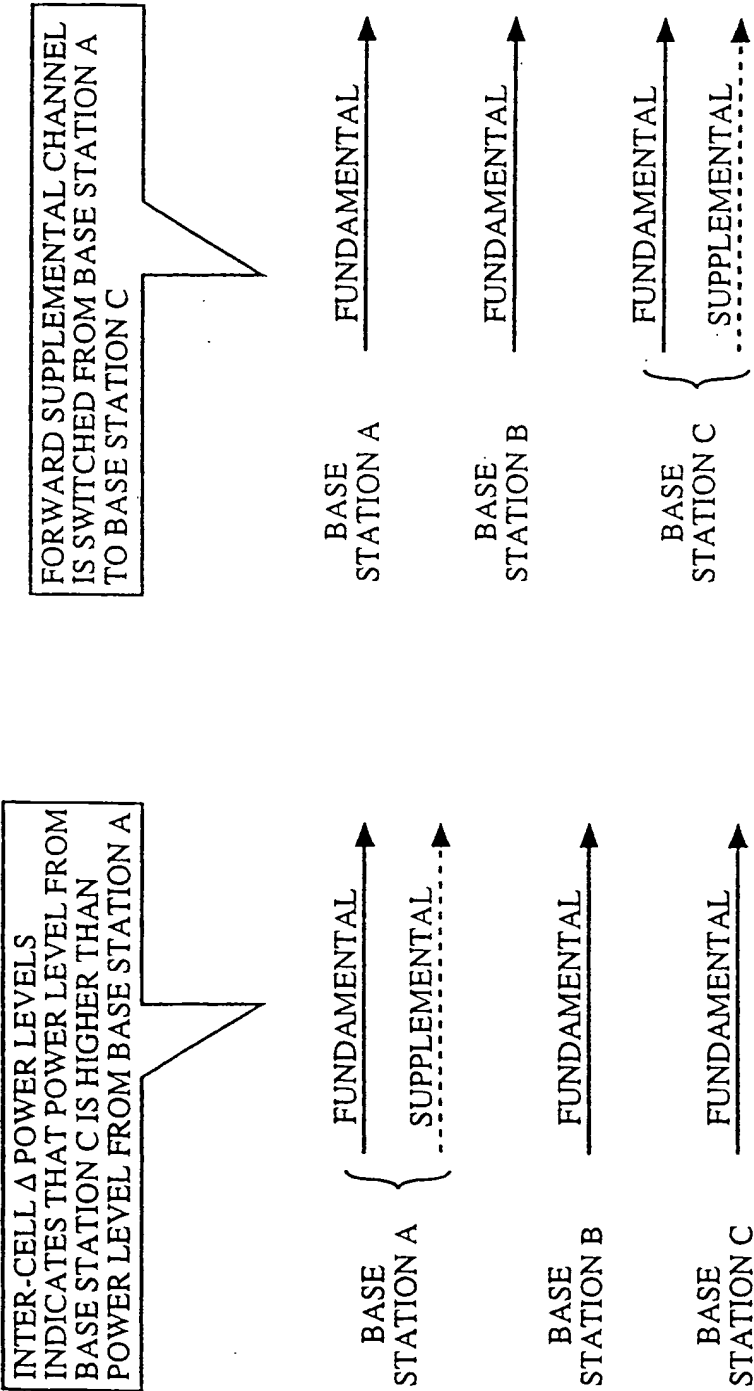 INTER-CELL Δ POWER LEVELS
INDICATES THAT POWER LEVEL FROM
BASE STATION C IS HIGHER THAN
POWER LEVEL FROM BASE STATION A
BASE
STATION A
FUNDAMENTAL
SUPPLEMENTAL
BASE
STATION B
FUNDAMENTAL
BASE
STATION C
FUNDAMENTAL
FORWARD SUPPLEMENTAL CHANNEL
IS SWITCHED FROM BASE STATION A
TO BASE STATION C
BASE
STATION A
FUNDAMENTAL
BASE
STATION B
FUNDAMENTAL
BASE
STATION C
FUNDAMENTAL
SUPPLEMENTAL